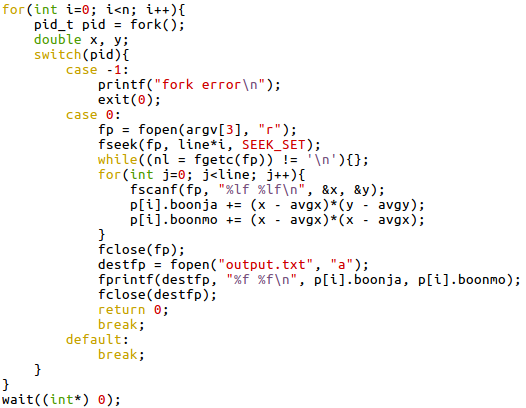 for(int i=0; i<n; i++){
    pid_t pid = fork();
    double x, y;
    switch(pid){
        case -1:
            printf("fork error\n");
            exit(0);
        case 0:
            fp = fopen(argv[3], "r");
            fseek(fp, line*i, SEEK_SET);
            while((nl = fgetc(fp)) != '\n'){};
            for(int j=0; j<line; j++){
                fscanf(fp, "%lf %lf\n", &x, &y);
                p[i].boonja += (x - avgx)*(y - avgy);
                p[i].boonmo += (x - avgx)*(x - avgx);
            }
            fclose(fp);
            destfp = fopen("output.txt", "a");
            fprintf(destfp, "%f %f\n", p[i].boonja, p[i].boonmo);
            fclose(destfp);
            return 0;
            break;
        default:
            break;
    }
}
wait((int*) 0);